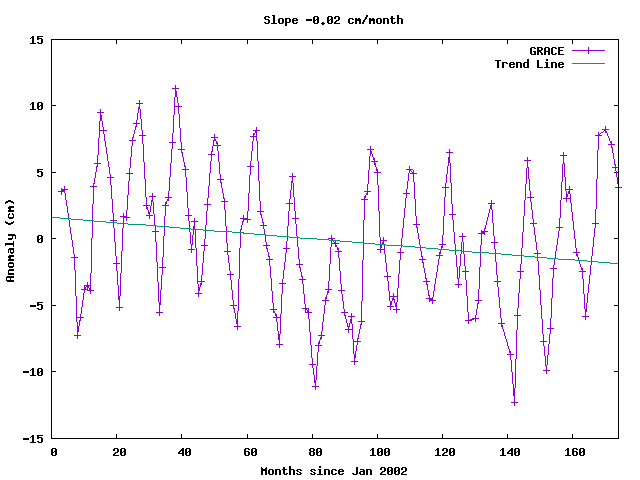 Slope -0.02 cm/month
GRACE
Trend Line
15
10
5
0
-5
-10
-15
Anomaly (cm)
0 20 40 60 80 100 120 140 160
Months since Jan 2002